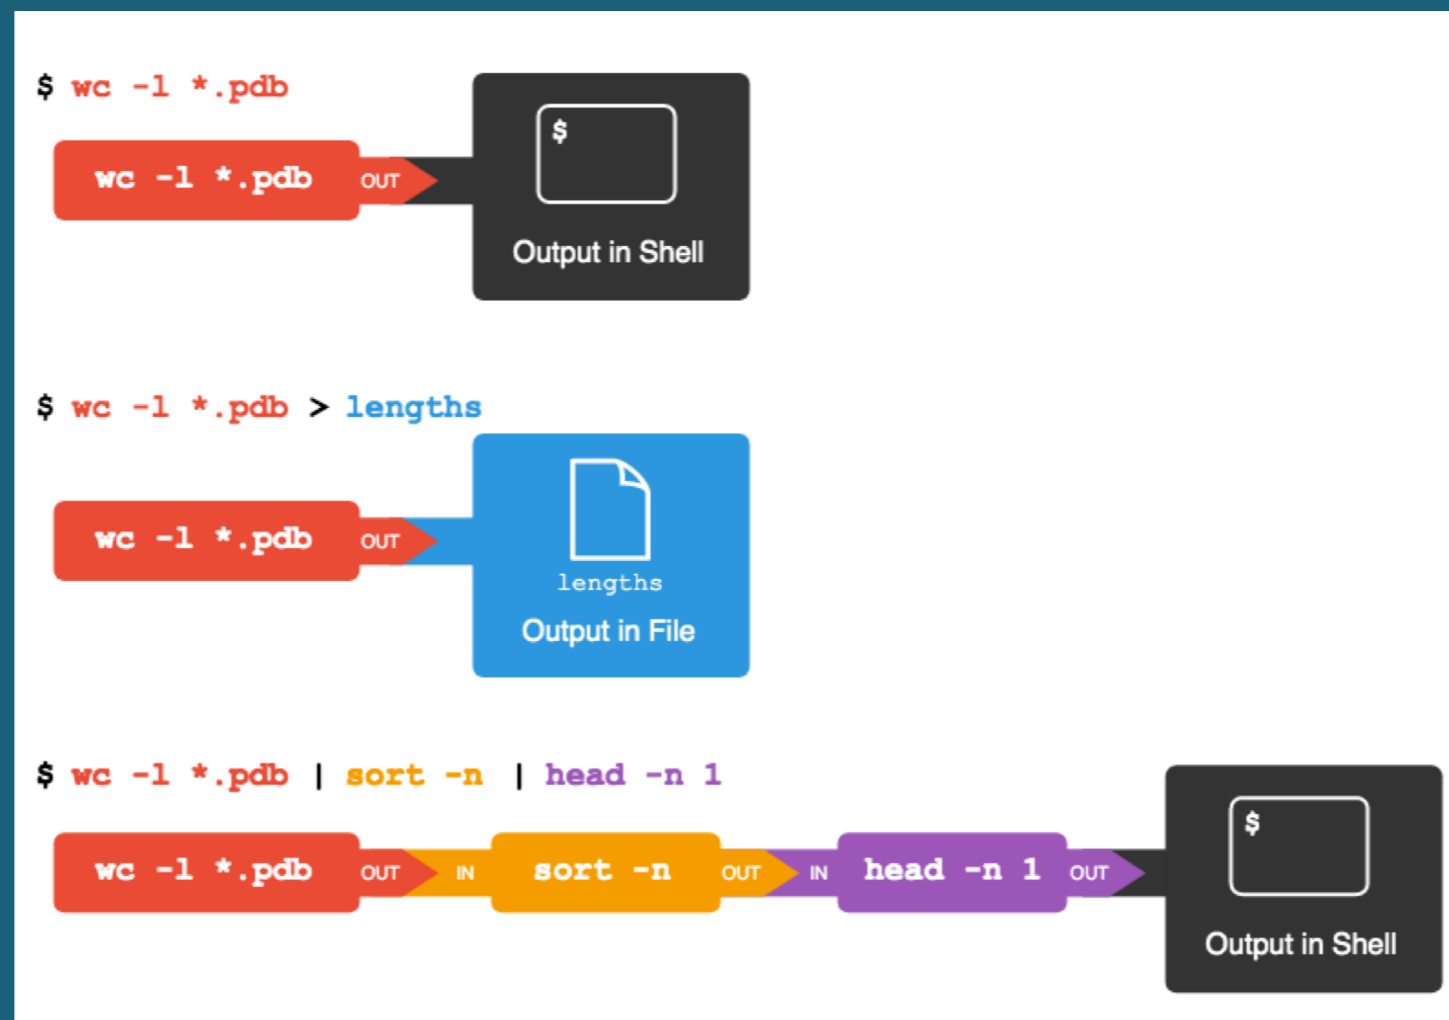 $ wc -l *.pdb
$
wc -l *.pdb OUT
Output in Shell
$ wc -l *.pdb > lengths
wc -l *.pdb OUT
lengths
Output in File
$ wc -l *.pdb | sort -n | head -n 1
$
wc -l *.pdb OUT IN sort -n OUT IN head -n 1 OUT
Output in Shell